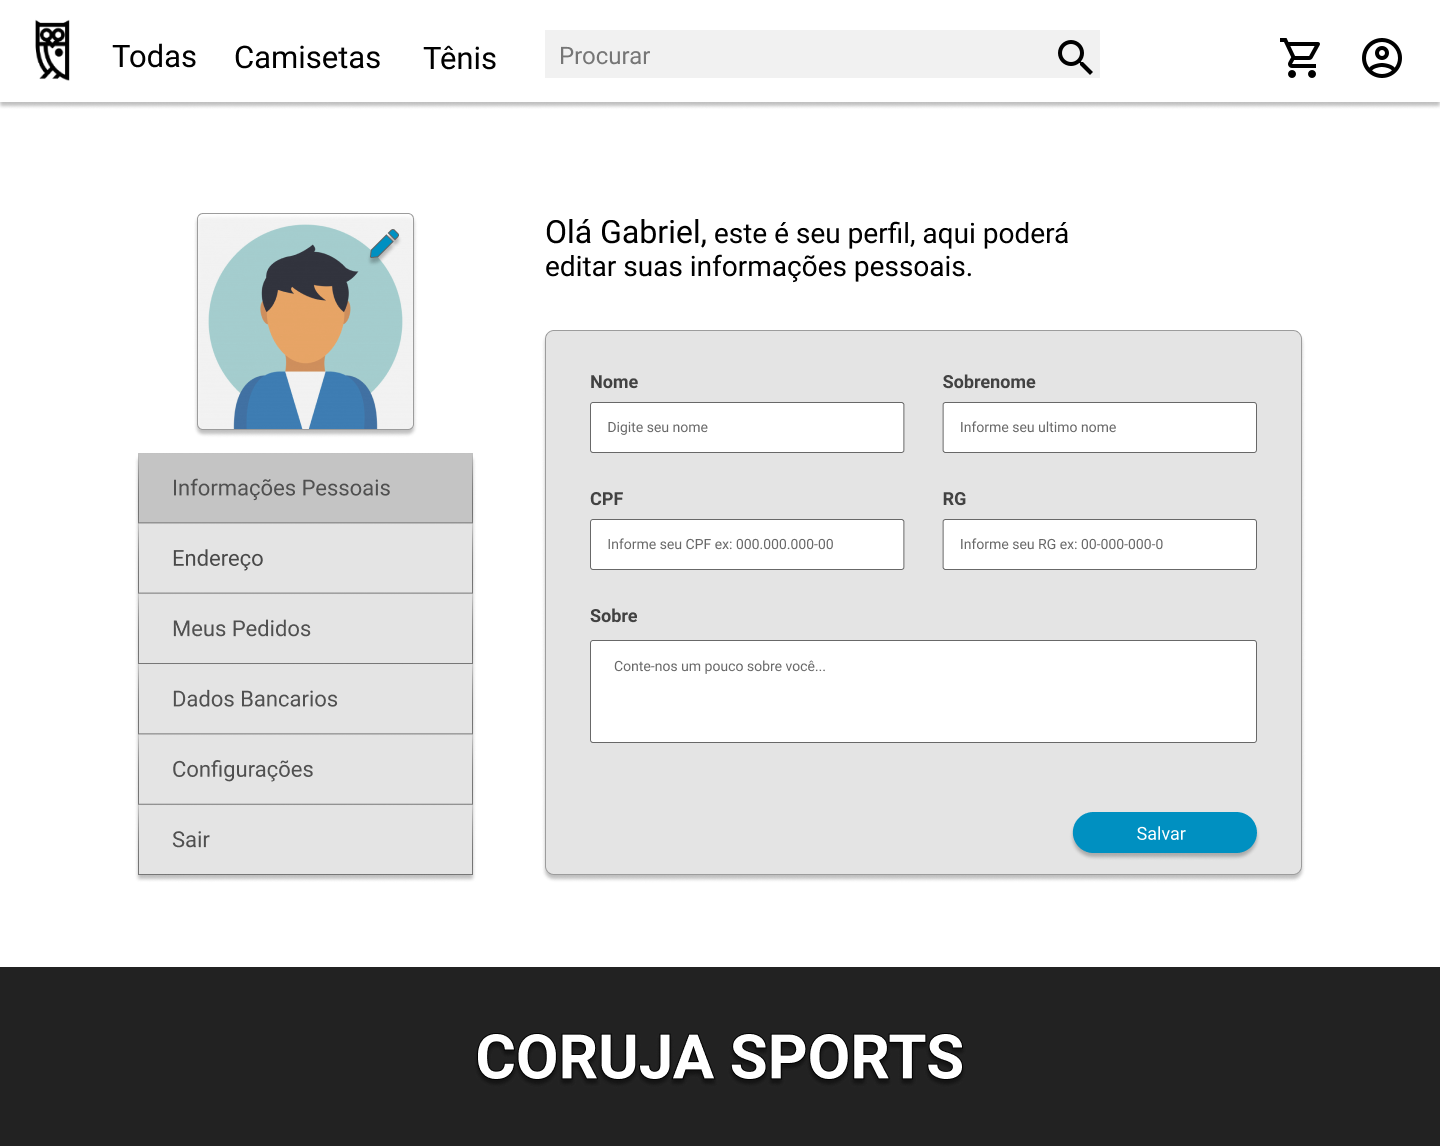 Todas Camisetas Tênis Procurar
Olá Gabriel, este é seu perfil, aqui poderá
editar suas informações pessoais.
Informações Pessoais
Endereço
Meus Pedidos
Dados Bancarios
Configurações
Sair
Nome Sobrenome
Digite seu nome Informe seu ultimo nome
CPF RG
Informe seu CPF ex: 000.000.000-00 Informe seu RG ex: 00-000-000-0
Sobre
Conte-nos um pouco sobre você...
Salvar
CORUJA SPORTS